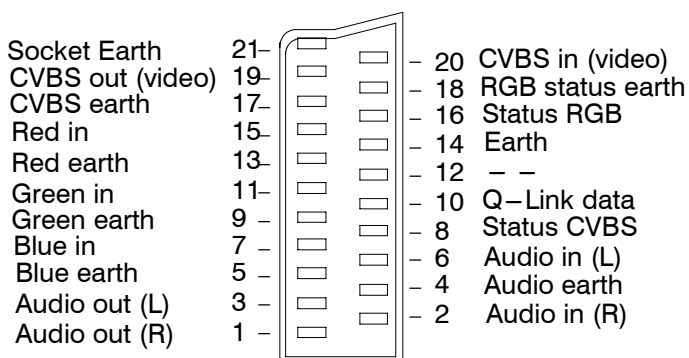 Socket Earth 21–
CVBS out (video) 19–
CVBS earth 17–
Red in 15–
Red earth 13–
Green in 11–
Green earth 9 –
Blue in 7 –
Blue earth 5 –
Audio out (L) 3 –
Audio out (R) 1 –
– 20 CVBS in (video)
– 18 RGB status earth
– 16 Status RGB
– 14 Earth
– 12 – –
– 10 Q–Link data
– 8 Status CVBS
– 6 Audio in (L)
– 4 Audio earth
– 2 Audio in (R)